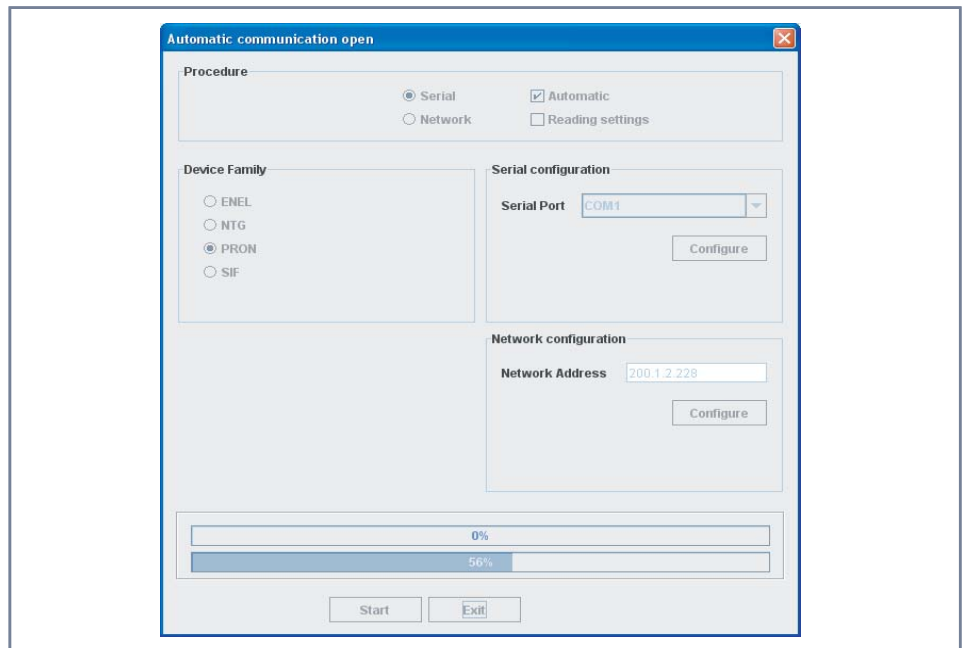 Automatic communication open
Procedure
Serial
Automatic
Network
Reading settings
Device Family
ENEL
NTG
PRON
SIF
Serial configuration
Serial Port COM1
Configure
Network configuration
Network Address 200.1.2.228
Configure
0%
56%
Start
Exit